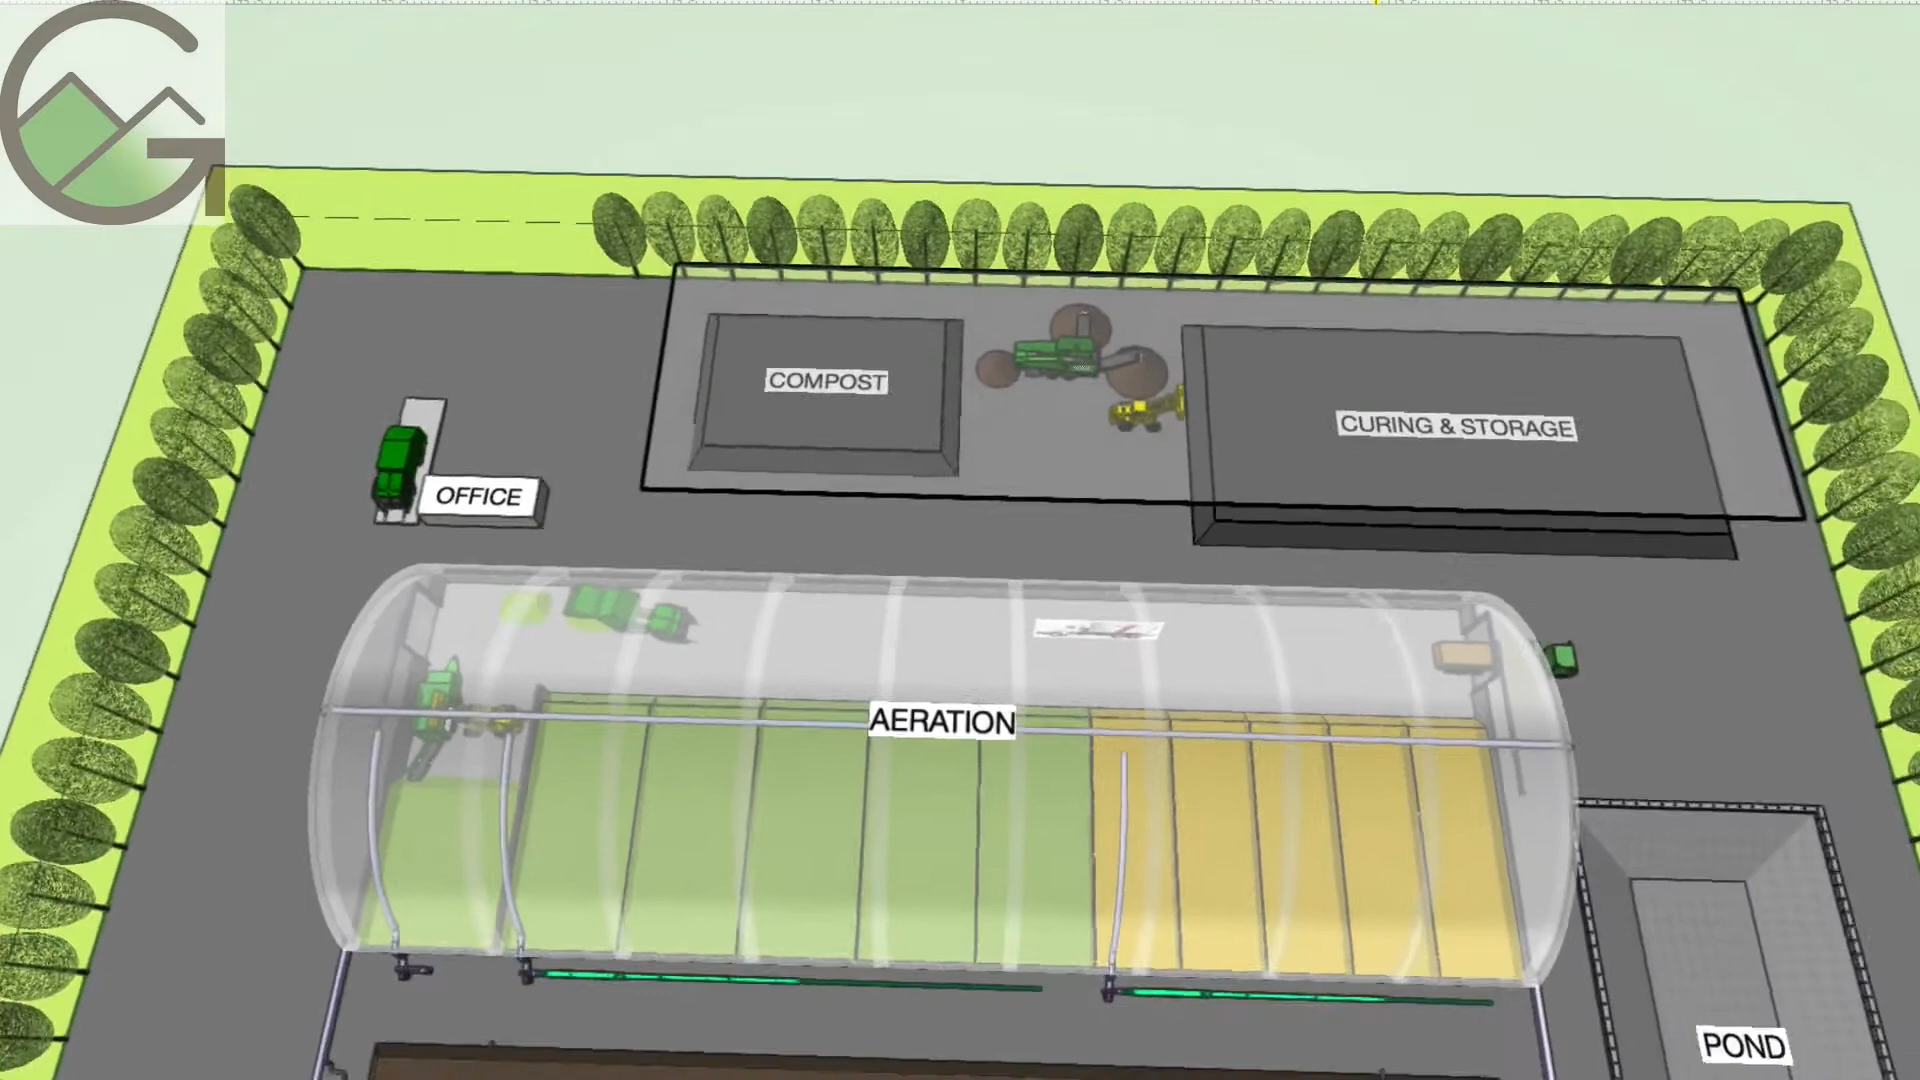 COMPOST
CURING & STORAGE
OFFICE
AERATION
POND